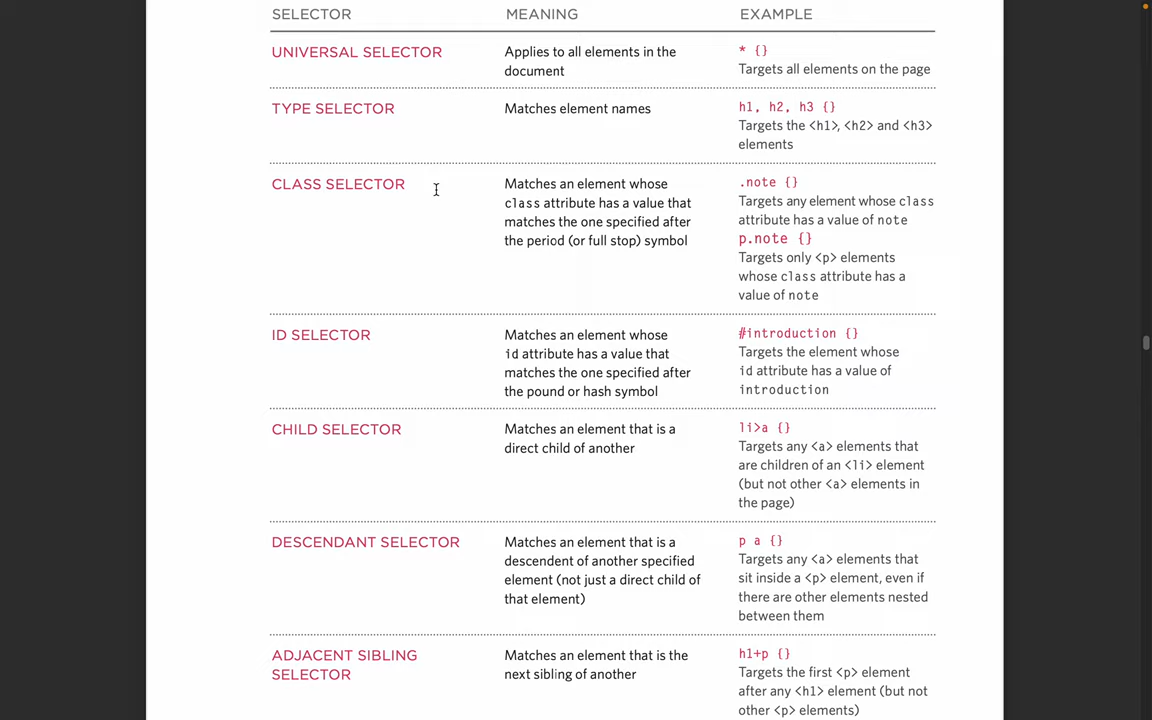 SELECTOR MEANING EXAMPLE
UNIVERSAL SELECTOR
Applies to all elements in the
document
* {}
Targets all elements on the page
TYPE SELECTOR
Matches element names
h1, h2, h3 {}
Targets the <h1>, <h2> and <h3>
elements
CLASS SELECTOR
Matches an element whose
class attribute has a value that
matches the one specified after
the period (or full stop) symbol
.note {}
Targets any element whose class
attribute has a value of note
p.note {}
Targets only <p> elements
whose class attribute has a
value of note
ID SELECTOR
Matches an element whose
id attribute has a value that
matches the one specified after
the pound or hash symbol
#introduction {}
Targets the element whose
id attribute has a value of
introduction
CHILD SELECTOR
Matches an element that is a
direct child of another
li>a {}
Targets any <a> elements that
are children of an <li> element
(but not other <a> elements in
the page)
DESCENDANT SELECTOR
Matches an element that is a
descendent of another specified
element (not just a direct child of
that element)
p a {}
Targets any <a> elements that
sit inside a <p> element, even if
there are other elements nested
between them
ADJACENT SIBLING
SELECTOR
Matches an element that is the
next sibling of another
h1+p {}
Targets the first <p> element
after any <h1> element (but not
other <p> elements)